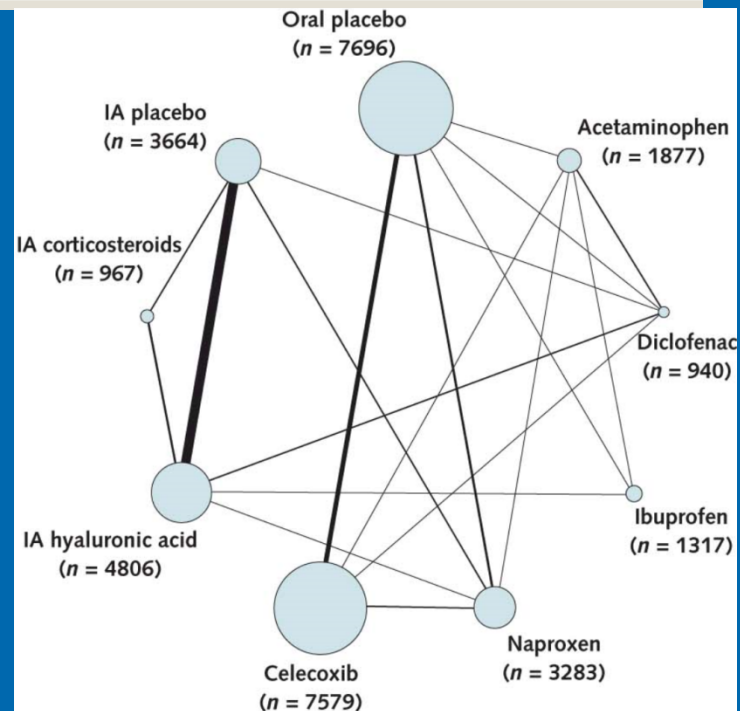 Oral placebo
(n = 7696)
IA placebo
(n = 3664)
Acetaminophen
(n = 1877)
IA corticosteroids
(n = 967)
Diclofenac
(n = 940)
Ibuprofen
(n = 1317)
IA hyaluronic acid
(n = 4806)
Naproxen
(n = 3283)
Celecoxib
(n = 7579)